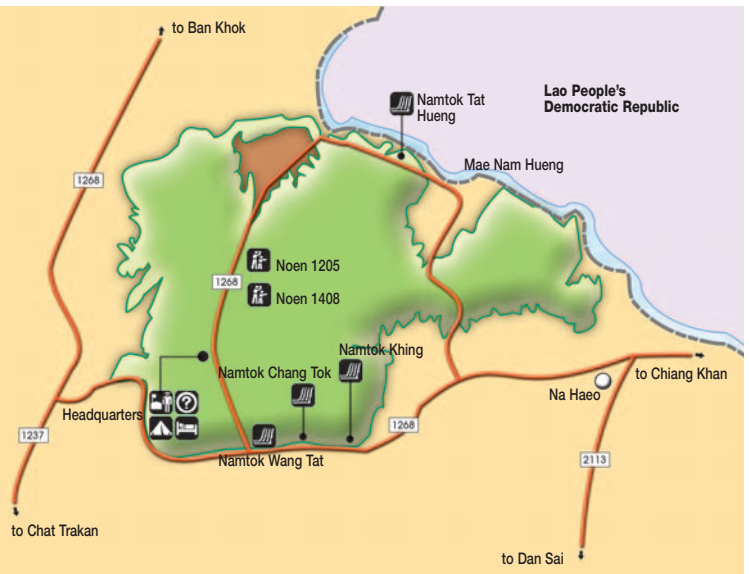 to Ban Khok
Lao People's
Democratic Republic
Namtok Tat
Hueng
Mae Nam Hueng
1268
Noen 1205
1268
Noen 1408
Namtok Khing
Namtok Chang Tok
to Chiang Khan
Na Haeo
Headquarters
?
1268
1237
Namtok Wang Tat
2113
to Chat Trakan
to Dan Sai